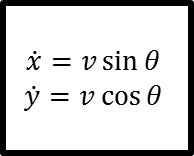 ẋ = v sin θ
ẏ = v cos θ